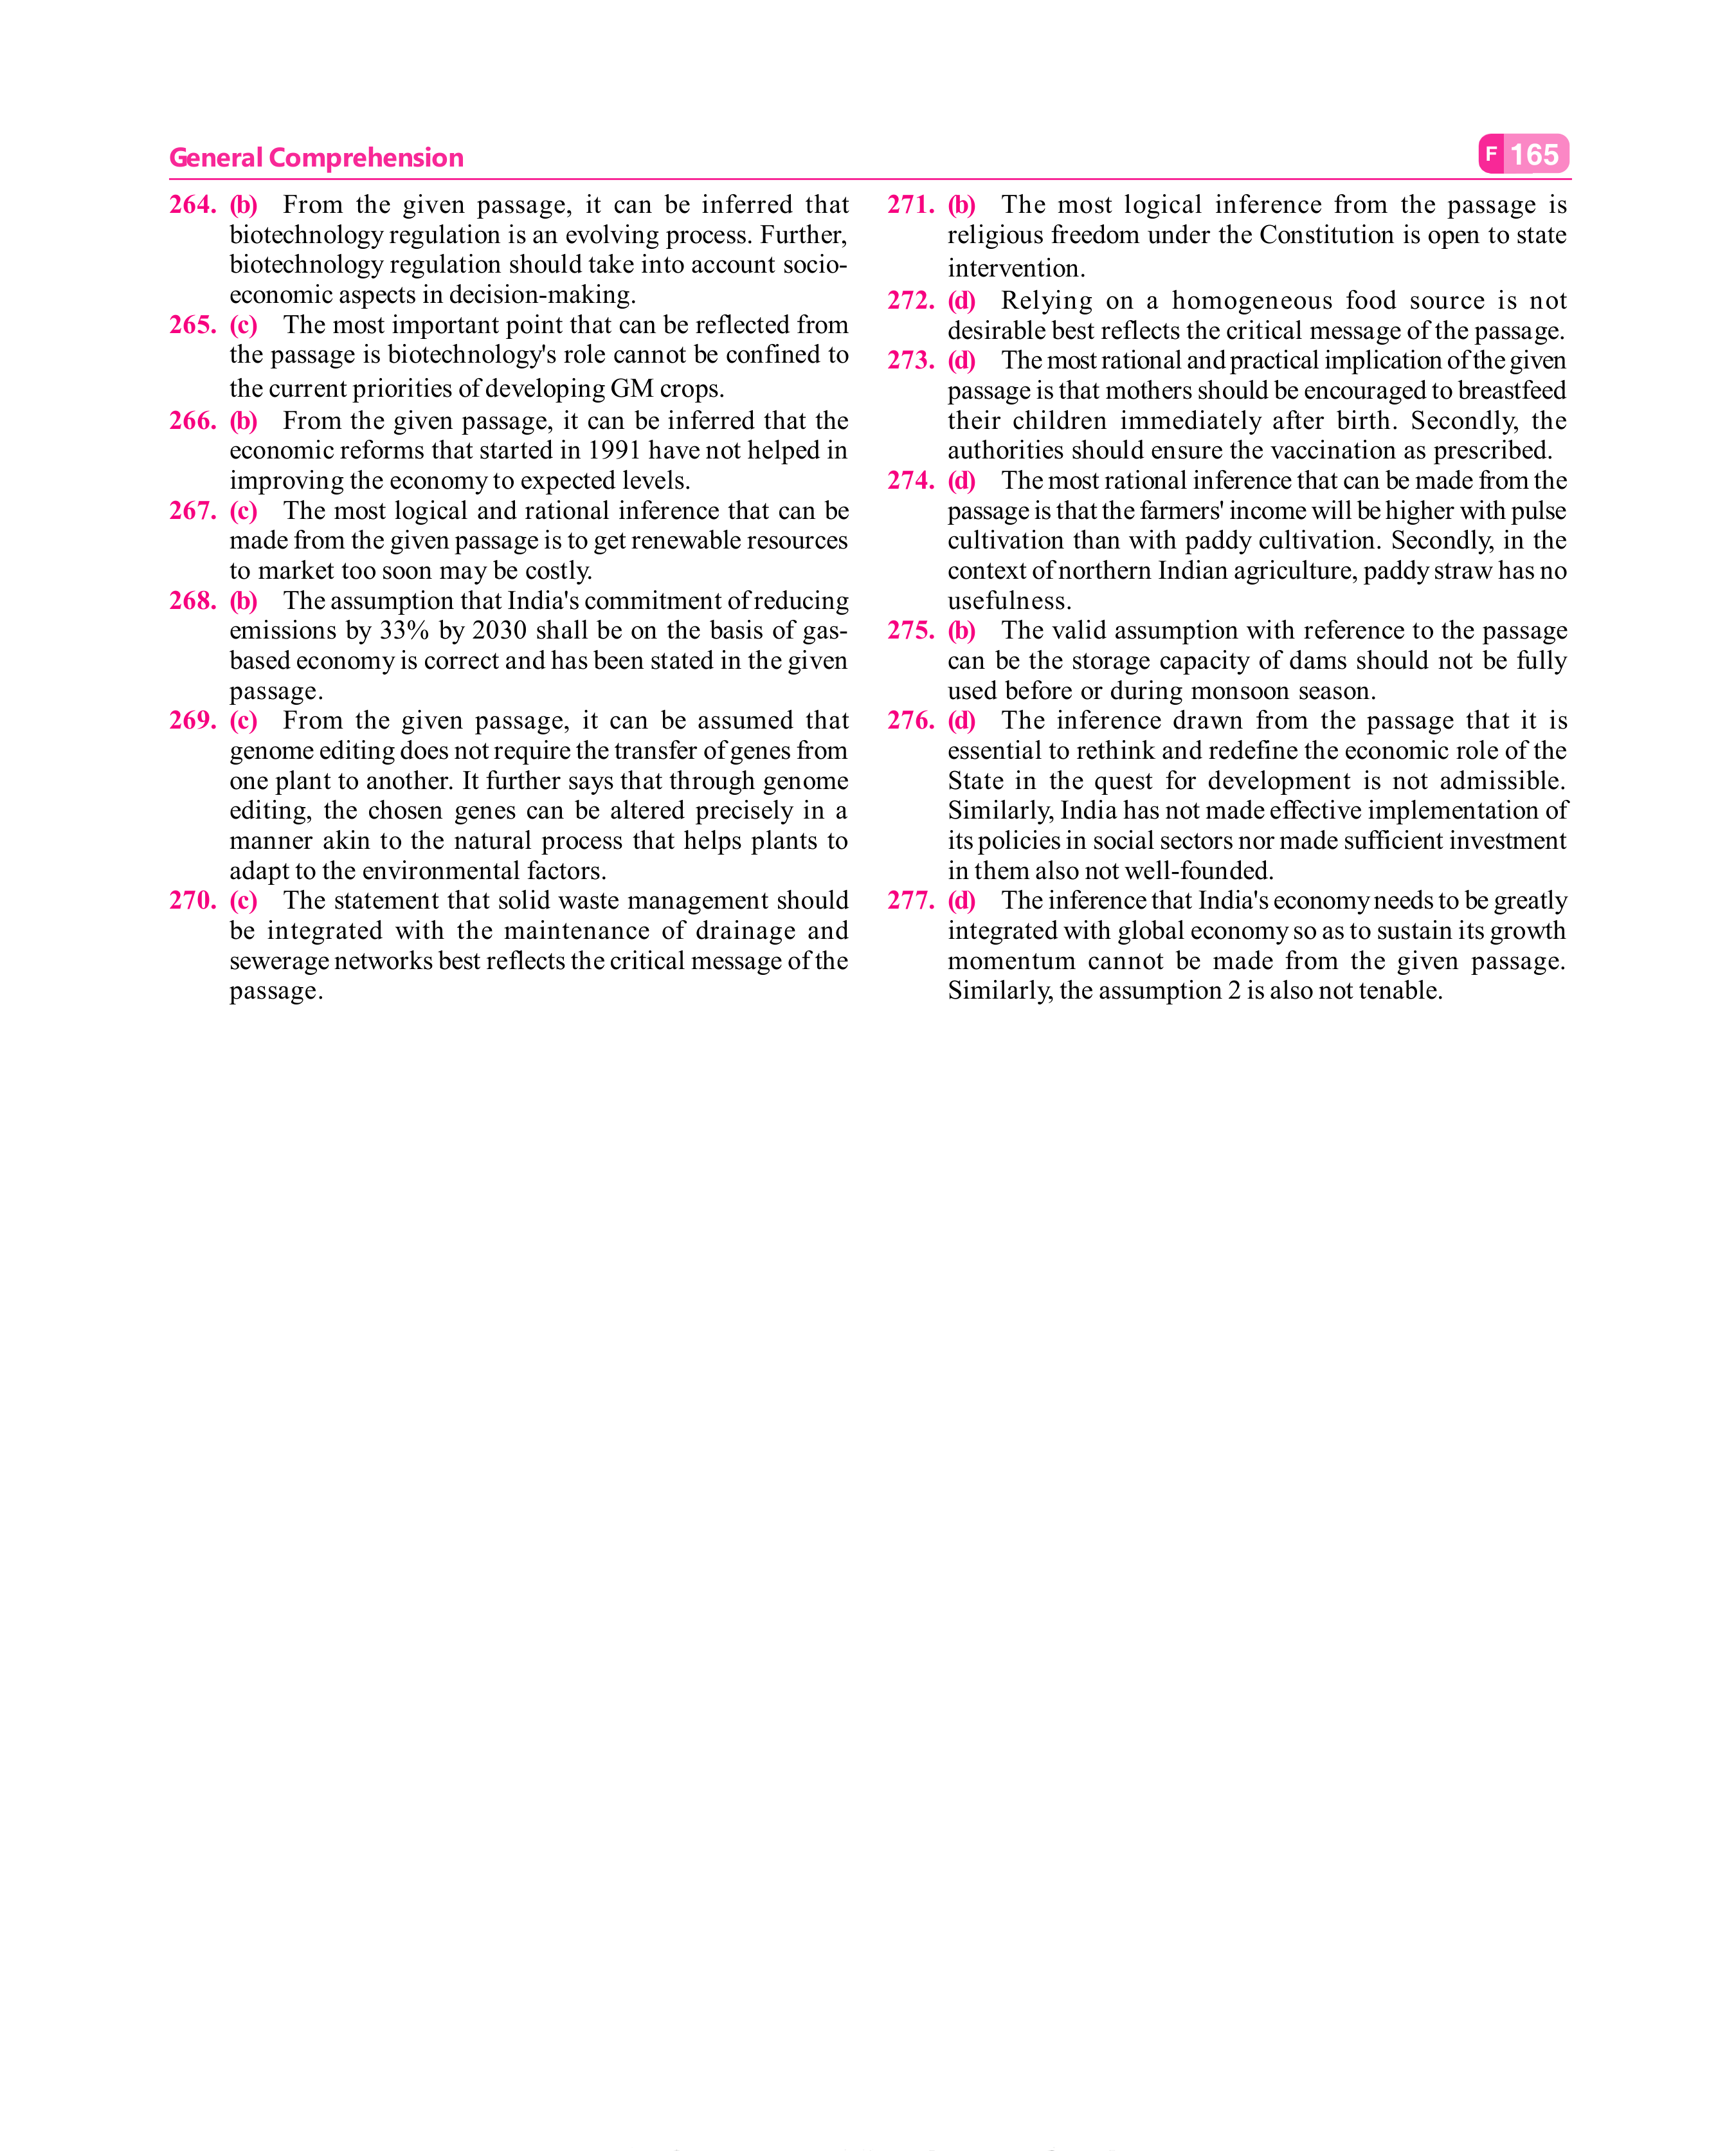 General Comprehension
F 165
264. (b) From the given passage, it can be inferred that
biotechnology regulation is an evolving process. Further,
biotechnology regulation should take into account socio-
economic aspects in decision-making.
265. (c) The most important point that can be reflected from
the passage is biotechnology's role cannot be confined to
the current priorities of developing GM crops.
266. (b) From the given passage, it can be inferred that the
economic reforms that started in 1991 have not helped in
improving the economy to expected levels.
267. (c) The most logical and rational inference that can be
made from the given passage is to get renewable resources
to market too soon may be costly.
268. (b) The assumption that India's commitment of reducing
emissions by 33% by 2030 shall be on the basis of gas-
based economy is correct and has been stated in the given
passage.
269. (c) From the given passage, it can be assumed that
genome editing does not require the transfer of genes from
one plant to another. It further says that through genome
editing, the chosen genes can be altered precisely in a
manner akin to the natural process that helps plants to
adapt to the environmental factors.
270. (c) The statement that solid waste management should
be integrated with the maintenance of drainage and
sewerage networks best reflects the critical message of the
passage.
271. (b) The most logical inference from the passage is
religious freedom under the Constitution is open to state
intervention.
272. (d) Relying on a homogeneous food source is not
desirable best reflects the critical message of the passage.
273. (d) The most rational and practical implication of the given
passage is that mothers should be encouraged to breastfeed
their children immediately after birth. Secondly, the
authorities should ensure the vaccination as prescribed.
274. (d) The most rational inference that can be made from the
passage is that the farmers' income will be higher with pulse
cultivation than with paddy cultivation. Secondly, in the
context of northern Indian agriculture, paddy straw has no
usefulness.
275. (b) The valid assumption with reference to the passage
can be the storage capacity of dams should not be fully
used before or during monsoon season.
276. (d) The inference drawn from the passage that it is
essential to rethink and redefine the economic role of the
State in the quest for development is not admissible.
Similarly, India has not made effective implementation of
its policies in social sectors nor made sufficient investment
in them also not well-founded.
277. (d) The inference that India's economy needs to be greatly
integrated with global economy so as to sustain its growth
momentum cannot be made from the given passage.
Similarly, the assumption 2 is also not tenable.